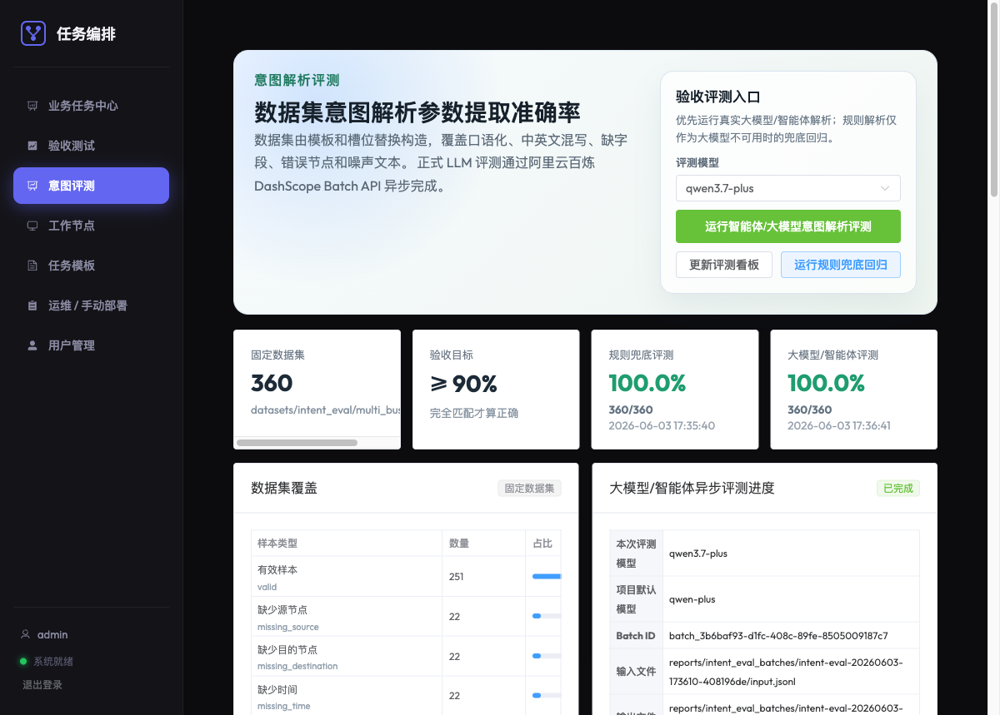 任务编排
业务任务中心
验收测试
意图评测
工作节点
任务模板
运维 / 手动部署
用户管理
admin
系统就绪
退出登录
意图解析评测
数据集意图解析参数提取准确率
数据集由模板和槽位替换构造，覆盖口语化、中英文混写、缺字
段、错误节点和噪声文本。 正式 LLM 评测通过阿里云百炼
DashScope Batch API 异步完成。
验收评测入口
优先运行真实大模型/智能体解析；规则解析仅
作为大模型不可用时的兜底回归。
评测模型
qwen3.7-plus
运行智能体/大模型意图解析评测
更新评测看板
运行规则兜底回归
固定数据集
360
datasets/intent_eval/multi_bus
验收目标
≥ 90%
完全匹配才算正确
规则兜底评测
100.0%
360/360
2026-06-03 17:35:40
大模型/智能体评测
100.0%
360/360
2026-06-03 17:36:41
数据集覆盖
固定数据集
样本类型 数量 占比
有效样本
valid
251
缺少源节点
missing_source
22
缺少目的节点
missing_destination
22
缺少时间
missing_time
22
大模型/智能体异步评测进度
已完成
本次评测
模型
qwen3.7-plus
项目默认
模型
qwen-plus
Batch ID
batch_3b6baf93-d1fc-408c-89fe-8505009187c7
输入文件
reports/intent_eval_batches/intent-eval-20260603-
173610-408196de/input.jsonl
reports/intent_eval_batches/intent-eval-20260603-